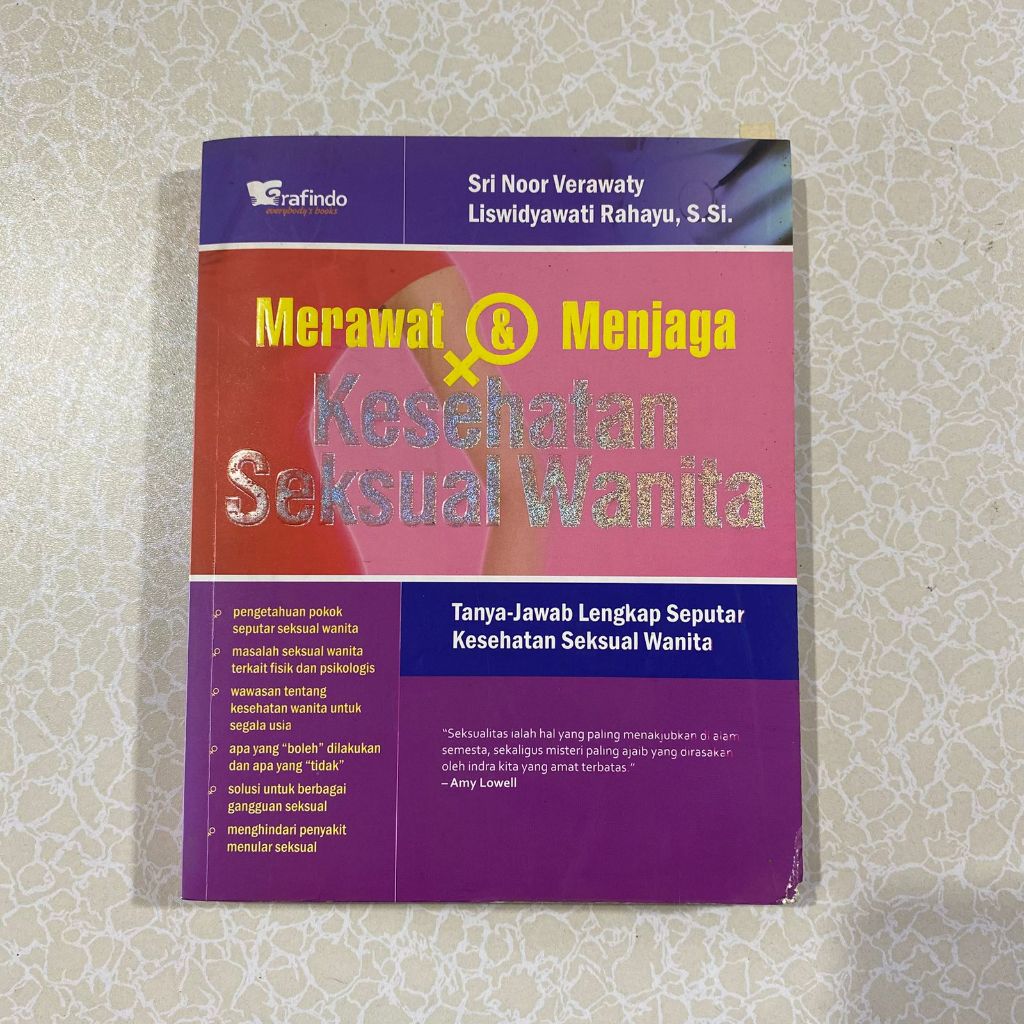 Grafindo
everybody's books
Sri Noor Verawaty
Liswidyawati Rahayu, S.Si.
Merawat & Menjaga
Kesehatan
Seksual Wanita
pengetahuan pokok
seputar seksual wanita
masalah seksual wanita
terkait fisik dan psikologis
wawasan tentang
kesehatan wanita untuk
segala usia
apa yang “boleh” dilakukan
dan apa yang “tidak”
solusi untuk berbagai
gangguan seksual
menghindari penyakit
menular seksual
Tanya-Jawab Lengkap Seputar
Kesehatan Seksual Wanita
“Seksualitas ialah hal yang paling menakjubkan di alam
semesta, sekaligus misteri paling ajaib yang dirasakan
oleh indra kita yang amat terbatas.”
– Amy Lowell